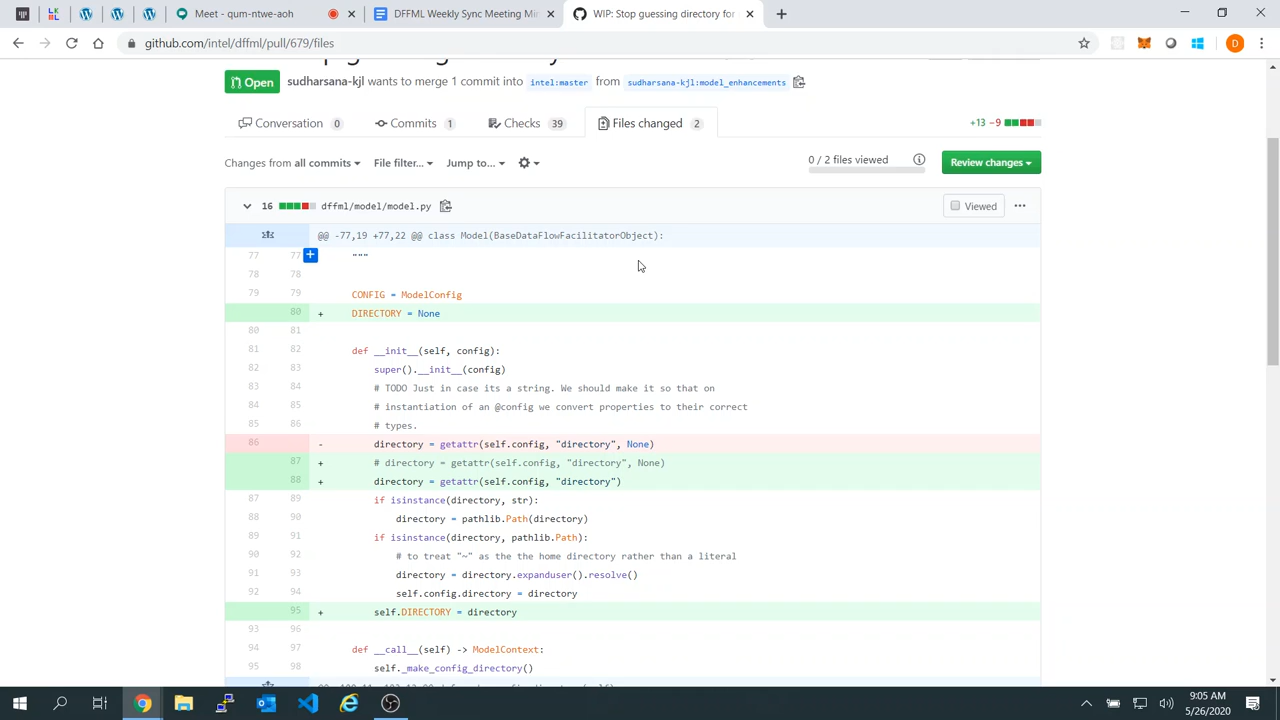 Meet - qum-ntwe-aoh
DFFML Weekly Sync Meeting Min
WIP: Stop guessing directory for
github.com/intel/dffml/pull/679/files
D
Open
sudharsana-kjl wants to merge 1 commit into intel:master from sudharsana-kjl:model_enhancements
Conversation 0
Commits 1
Checks 39
Files changed 2
+13 −9
Changes from all commits
File filter...
Jump to...
0 / 2 files viewed
Review changes
16 dffml/model/model.py
Viewed
@@ -77,19 +77,22 @@ class Model(BaseDataFlowFacilitatorObject):
77 77 """
78 78
79 79 CONFIG = ModelConfig
80 + DIRECTORY = None
80 81
81 82 def __init__(self, config):
82 83 super().__init__(config)
83 84 # TODO Just in case its a string. We should make it so that on
84 85 # instantiation of an @config we convert properties to their correct
85 86 # types.
86 - directory = getattr(self.config, "directory", None)
87 + # directory = getattr(self.config, "directory", None)
88 + directory = getattr(self.config, "directory")
87 89 if isinstance(directory, str):
88 90 directory = pathlib.Path(directory)
89 91 if isinstance(directory, pathlib.Path):
90 92 # to treat "~" as the the home directory rather than a literal
91 93 directory = directory.expanduser().resolve()
92 94 self.config.directory = directory
95 + self.DIRECTORY = directory
93 96
94 97 def __call__(self) -> ModelContext:
95 98 self._make_config_directory()
9:05 AM
5/26/2020